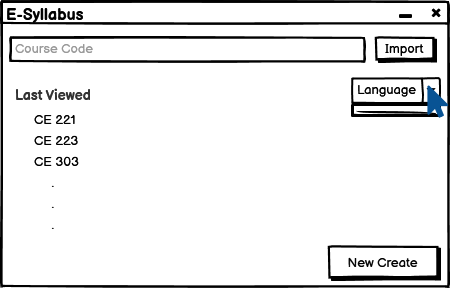 E-Syllabus
Course Code
Import
Last Viewed
Language
CE 221
CE 223
CE 303
.
.
.
New Create